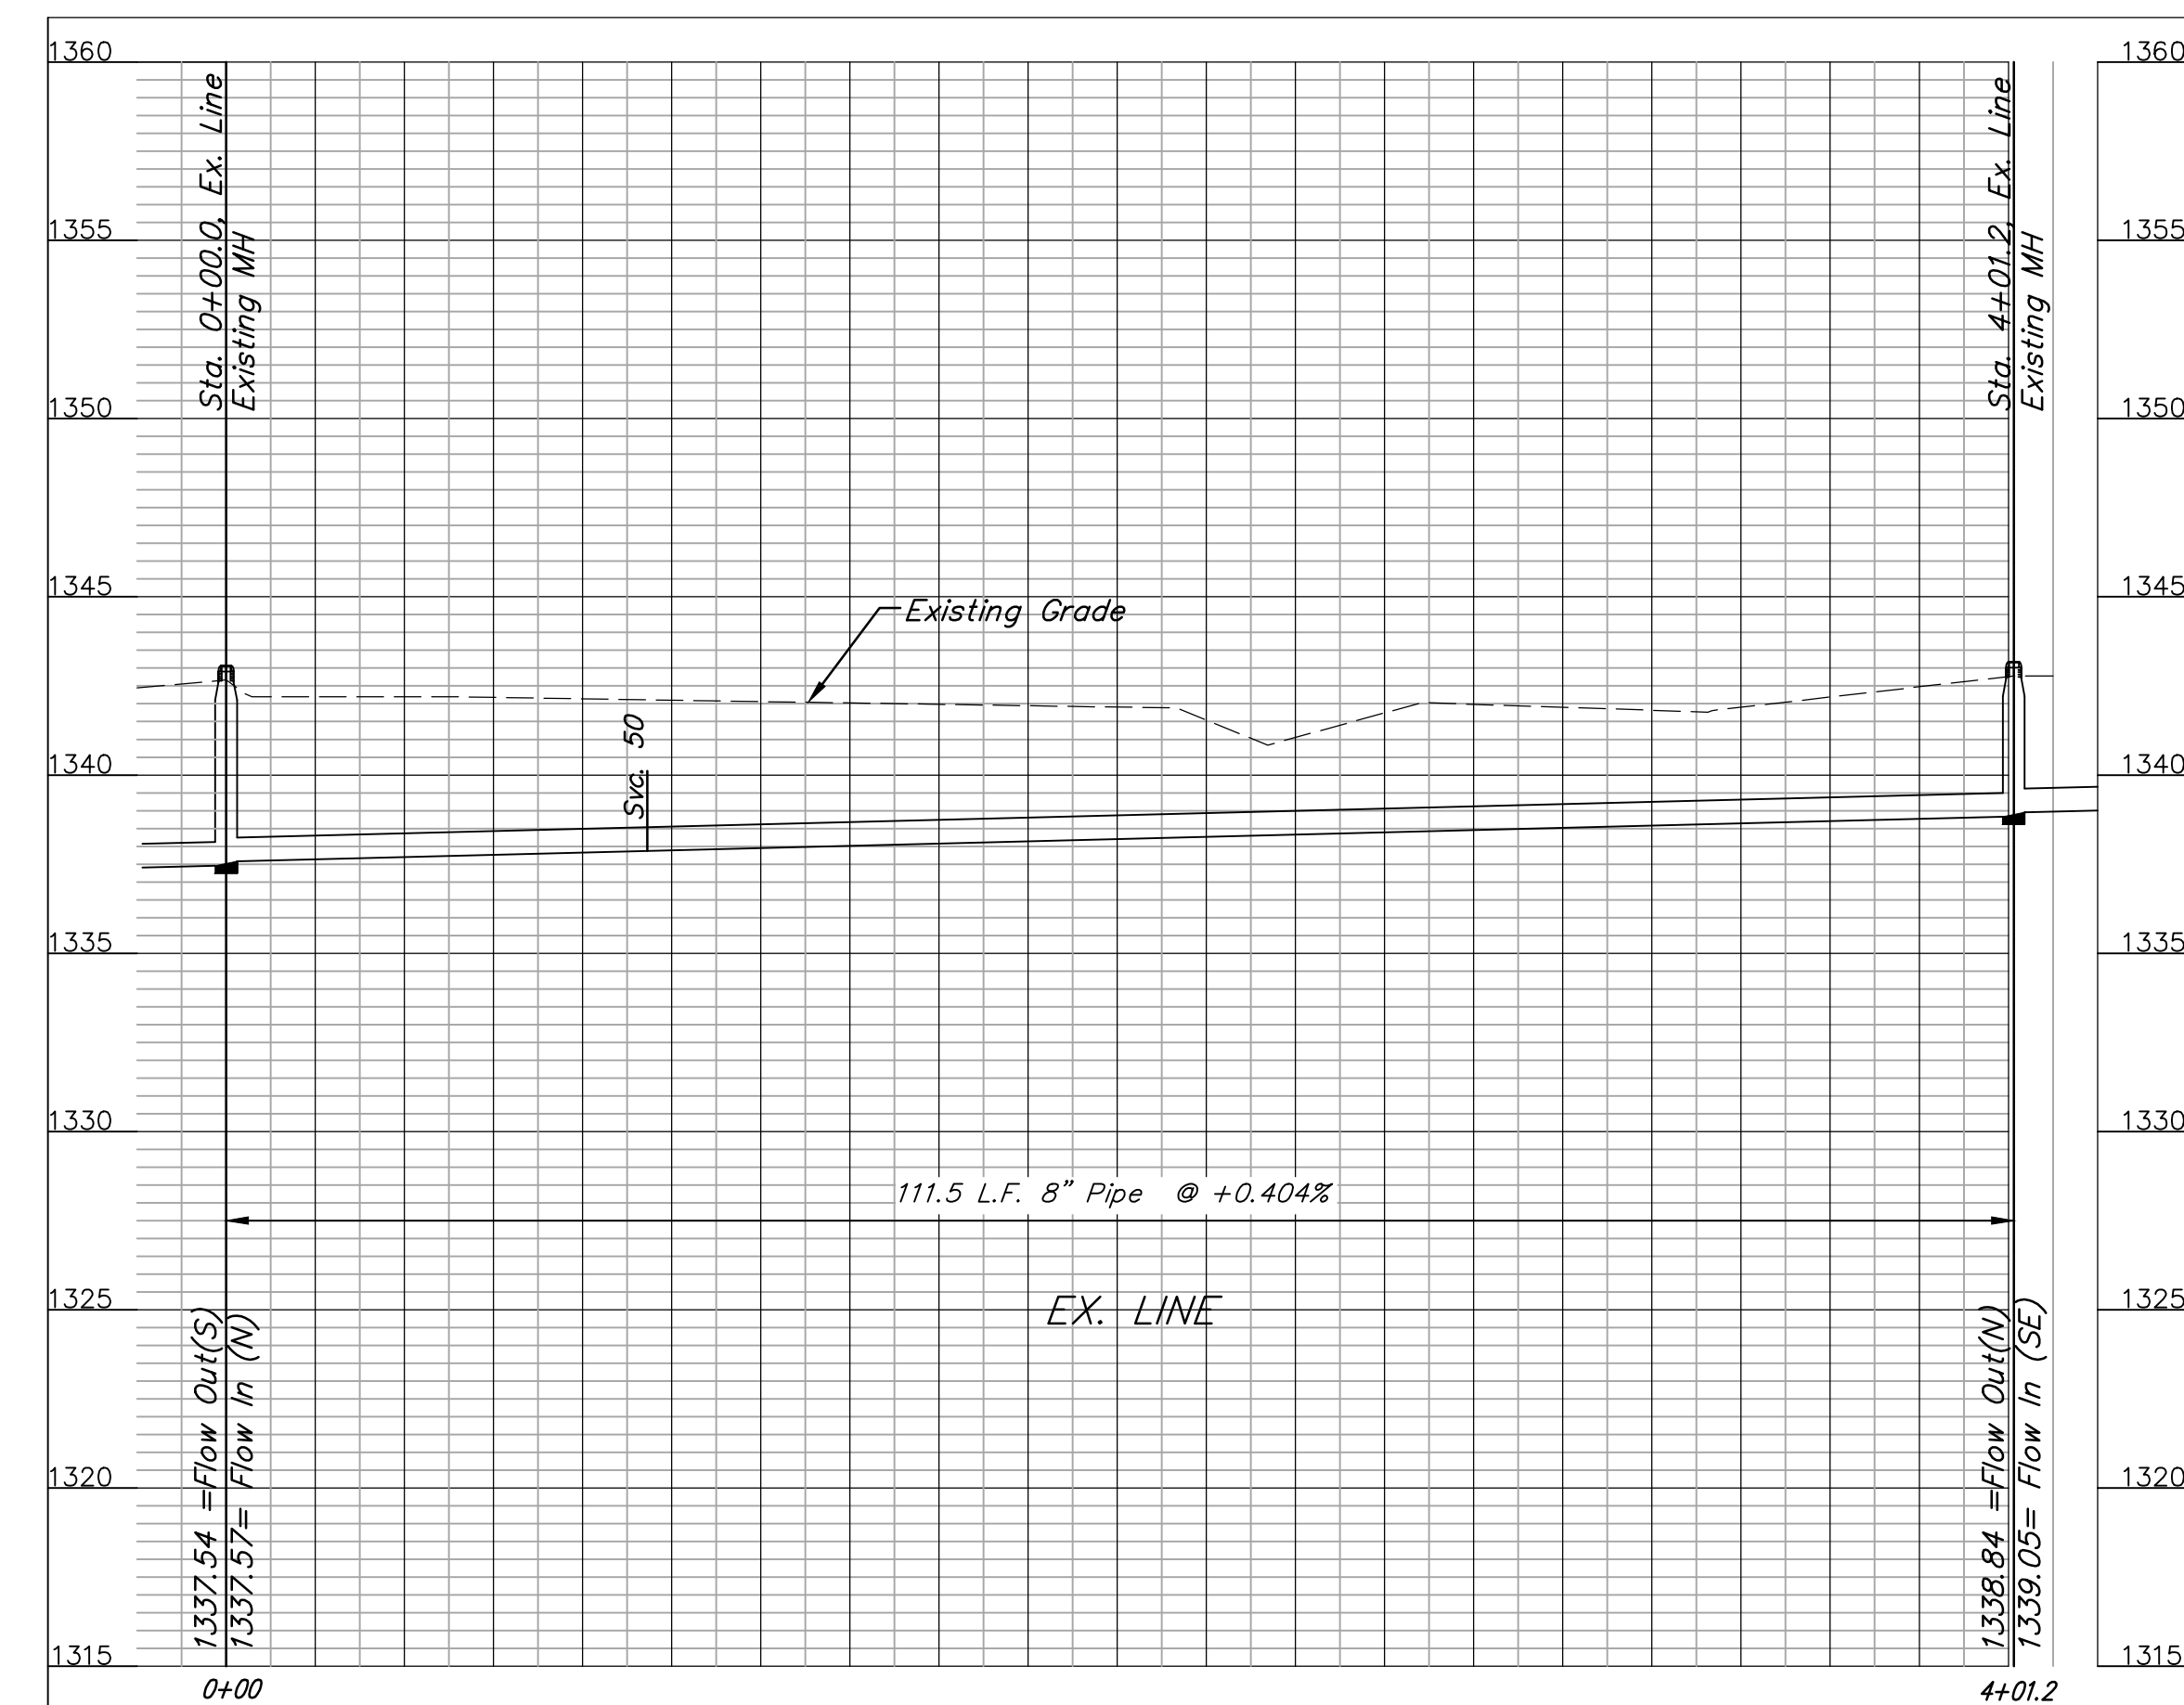 1360
1360
Sta. 0+00.0, Ex. Line
Existing MH
Sta. 4+01.2, Ex. Line
Existing MH
1355
1355
1350
1350
1345
1345
Existing Grade
Svc. 50
1340
1340
1335
1335
1330
1330
111.5 L.F. 8” Pipe @ +0.404%
1325
1325
EX. LINE
1337.54 =Flow Out(S)
1337.57= Flow In (N)
1338.84 =Flow Out(N)
1339.05= Flow In (SE)
1320
1320
1315
1315
0+00
4+01.2